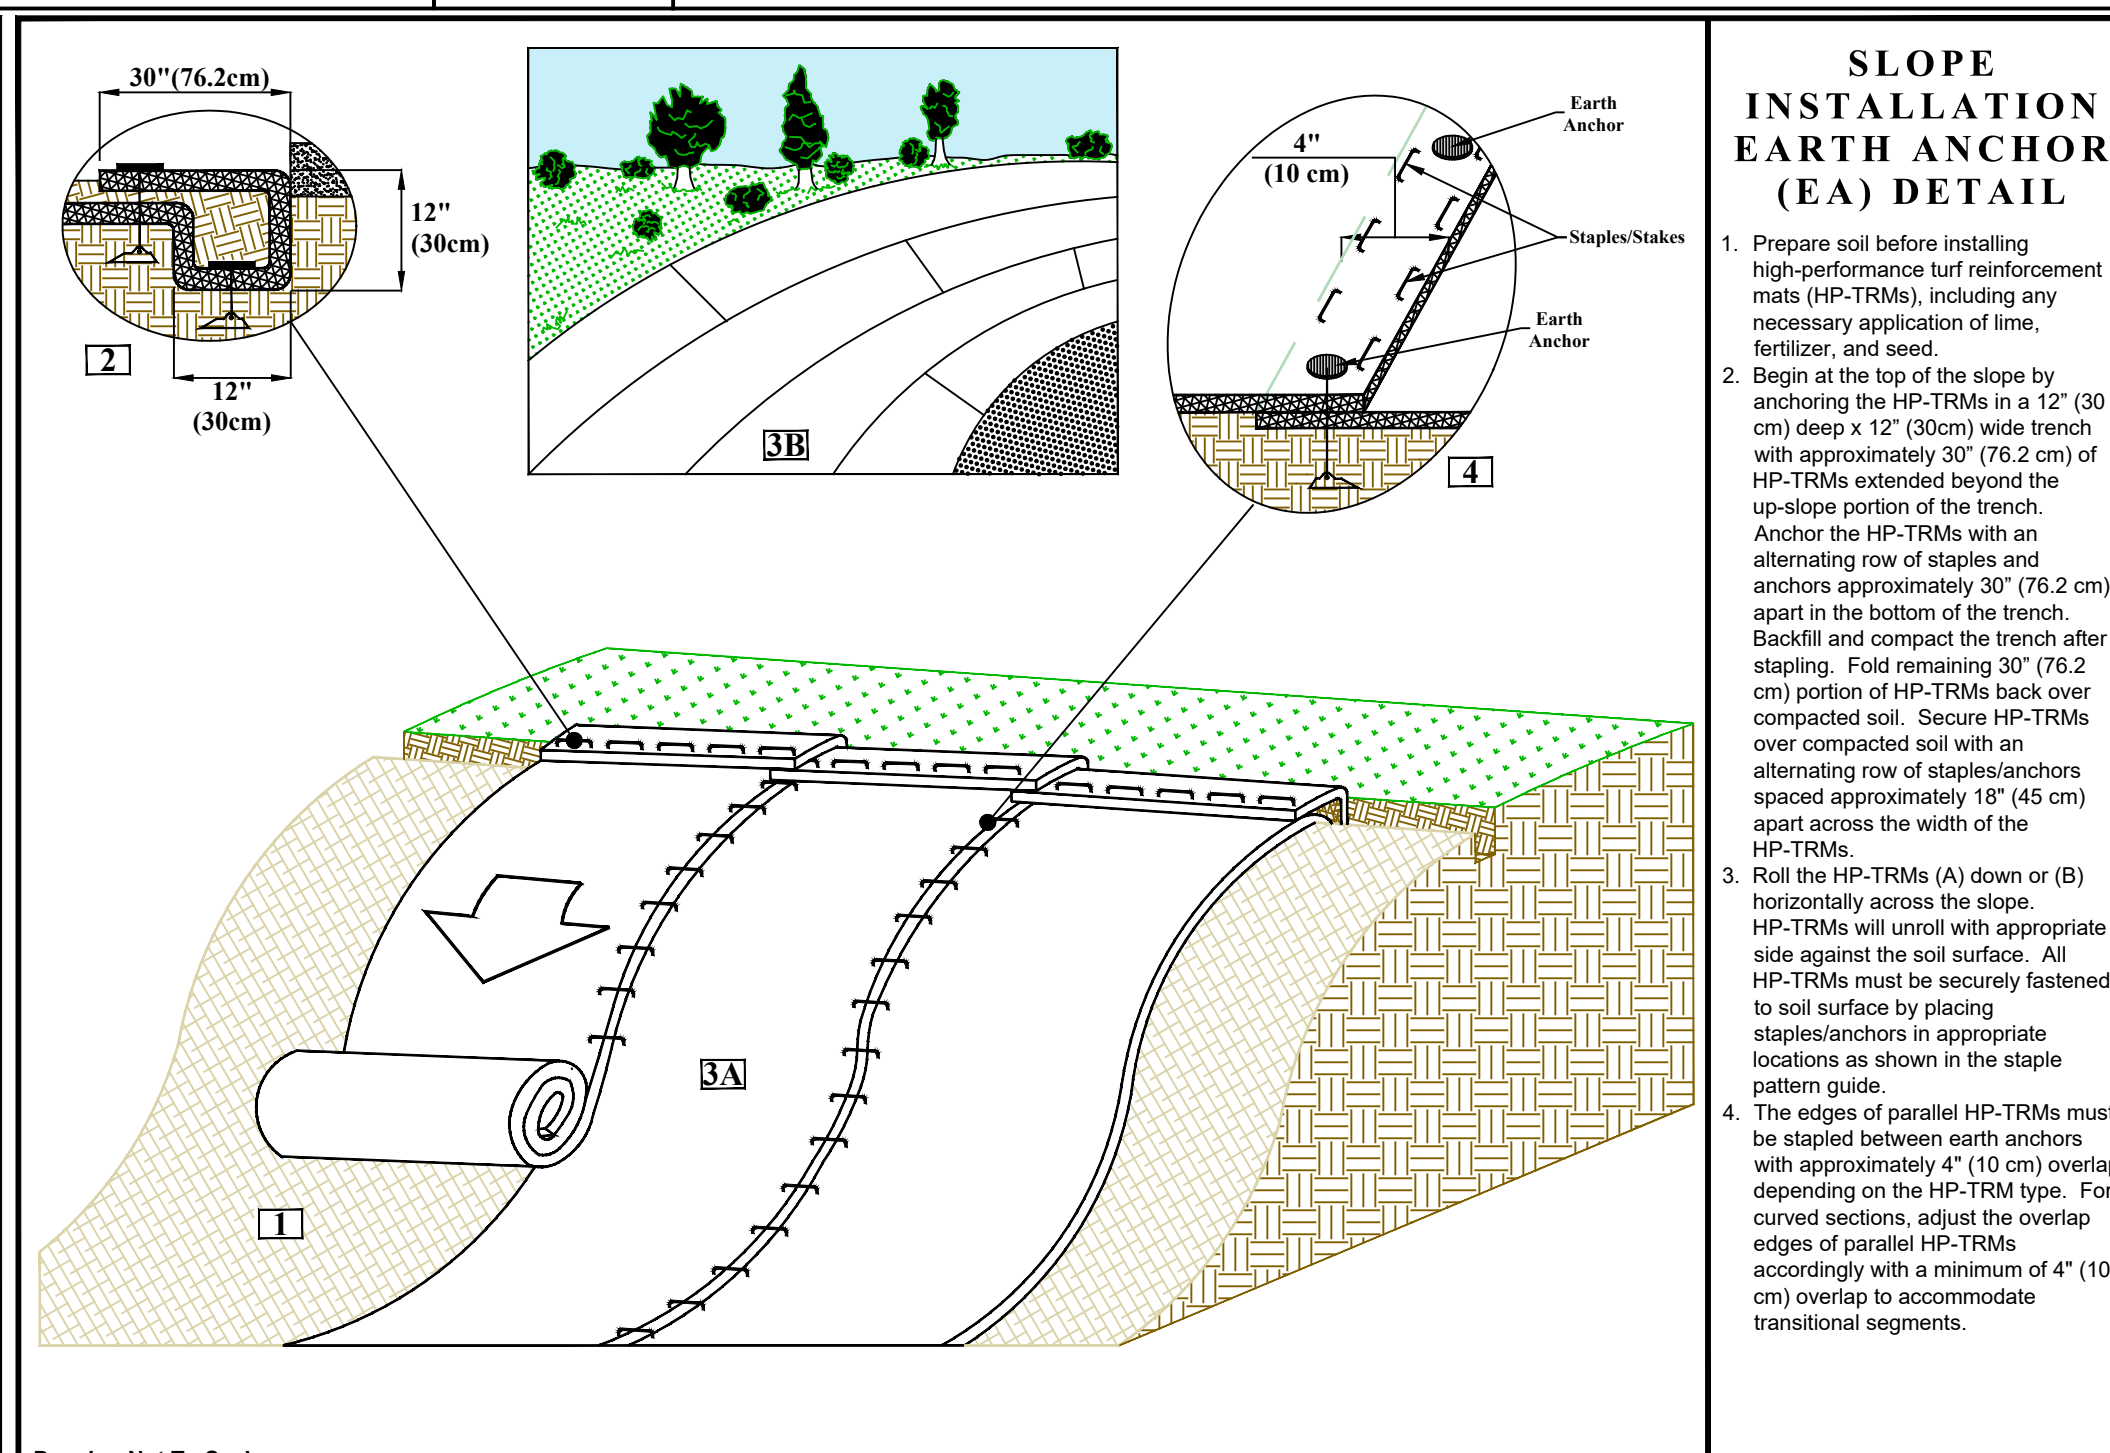 30"(76.2cm)
12"
(30cm)
2
12"
(30cm)
3B
4"
(10 cm)
Earth
Anchor
Staples/Stakes
Earth
Anchor
4
3A
1
SLOPE
INSTALLATION
EARTH ANCHOR
(EA) DETAIL
1. Prepare soil before installing
high-performance turf reinforcement
mats (HP-TRMs), including any
necessary application of lime,
fertilizer, and seed.
2. Begin at the top of the slope by
anchoring the HP-TRMs in a 12” (30
cm) deep x 12” (30cm) wide trench
with approximately 30” (76.2 cm) of
HP-TRMs extended beyond the
up-slope portion of the trench.
Anchor the HP-TRMs with an
alternating row of staples and
anchors approximately 30” (76.2 cm)
apart in the bottom of the trench.
Backfill and compact the trench after
stapling. Fold remaining 30” (76.2
cm) portion of HP-TRMs back over
compacted soil. Secure HP-TRMs
over compacted soil with an
alternating row of staples/anchors
spaced approximately 18" (45 cm)
apart across the width of the
HP-TRMs.
3. Roll the HP-TRMs (A) down or (B)
horizontally across the slope.
HP-TRMs will unroll with appropriate
side against the soil surface. All
HP-TRMs must be securely fastened
to soil surface by placing
staples/anchors in appropriate
locations as shown in the staple
pattern guide.
4. The edges of parallel HP-TRMs must
be stapled between earth anchors
with approximately 4" (10 cm) overlap
depending on the HP-TRM type. For
curved sections, adjust the overlap
edges of parallel HP-TRMs
accordingly with a minimum of 4" (10
cm) overlap to accommodate
transitional segments.